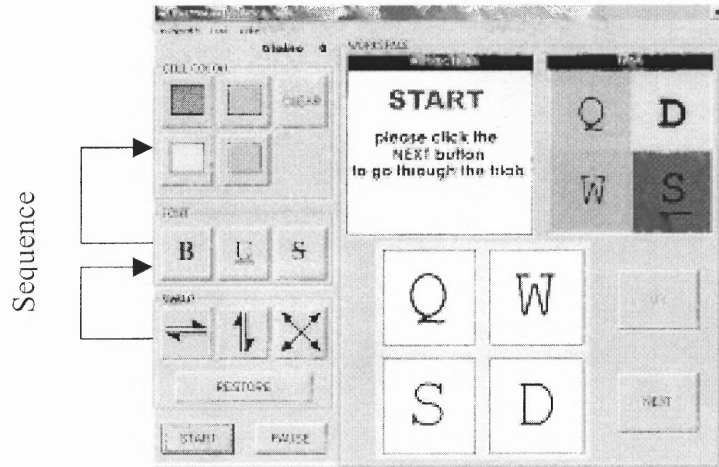 Sequence
WORKSPACE
CELL COLOR
CLEAR
FONT
B U S
SWAP
RESTORE
START PAUSE
START
please click the
NEXT button
to go through the trials
Q D
W S
Q W
S D
NEXT